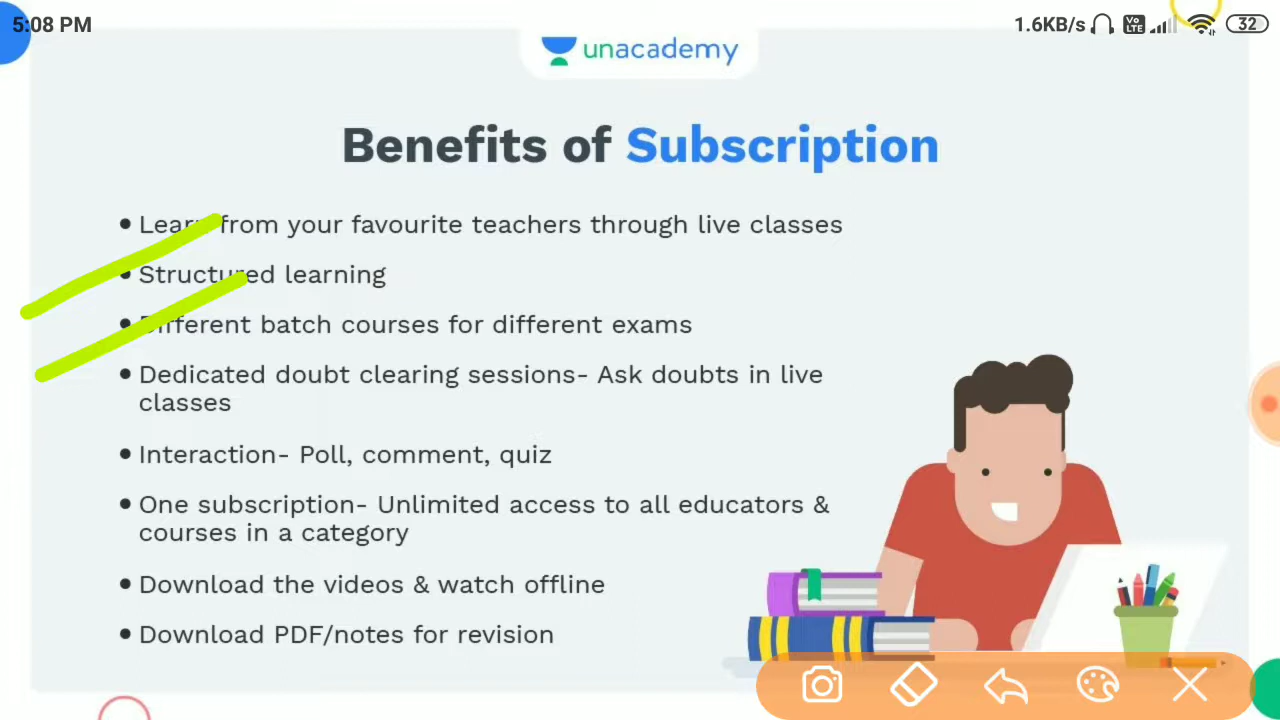 5:08 PM
1.6KB/s Vo LTE 32
unacademy
Benefits of Subscription
• Learn from your favourite teachers through live classes
• Structured learning
• Different batch courses for different exams
• Dedicated doubt clearing sessions- Ask doubts in live
classes
• Interaction- Poll, comment, quiz
• One subscription- Unlimited access to all educators &
courses in a category
• Download the videos & watch offline
• Download PDF/notes for revision